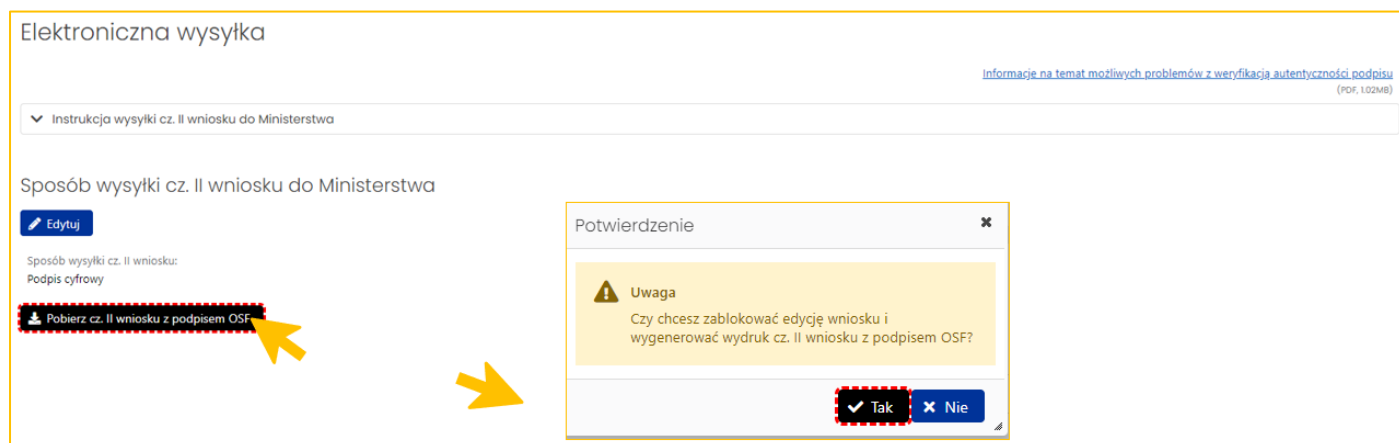 Elektroniczna wysyłka
Informacje na temat możliwych problemów z weryfikacją autentyczności podpisu
(PDF, 1.02MB)
Instrukcja wysyłki cz. II wniosku do Ministerstwa
Sposób wysyłki cz. II wniosku do Ministerstwa
Edytuj
Sposób wysyłki cz. II wniosku:
Podpis cyfrowy
Pobierz cz. II wniosku z podpisem OSF
Potwierdzenie
Uwaga
Czy chcesz zablokować edycję wniosku i
wygenerować wydruk cz. II wniosku z podpisem OSF?
Tak
Nie